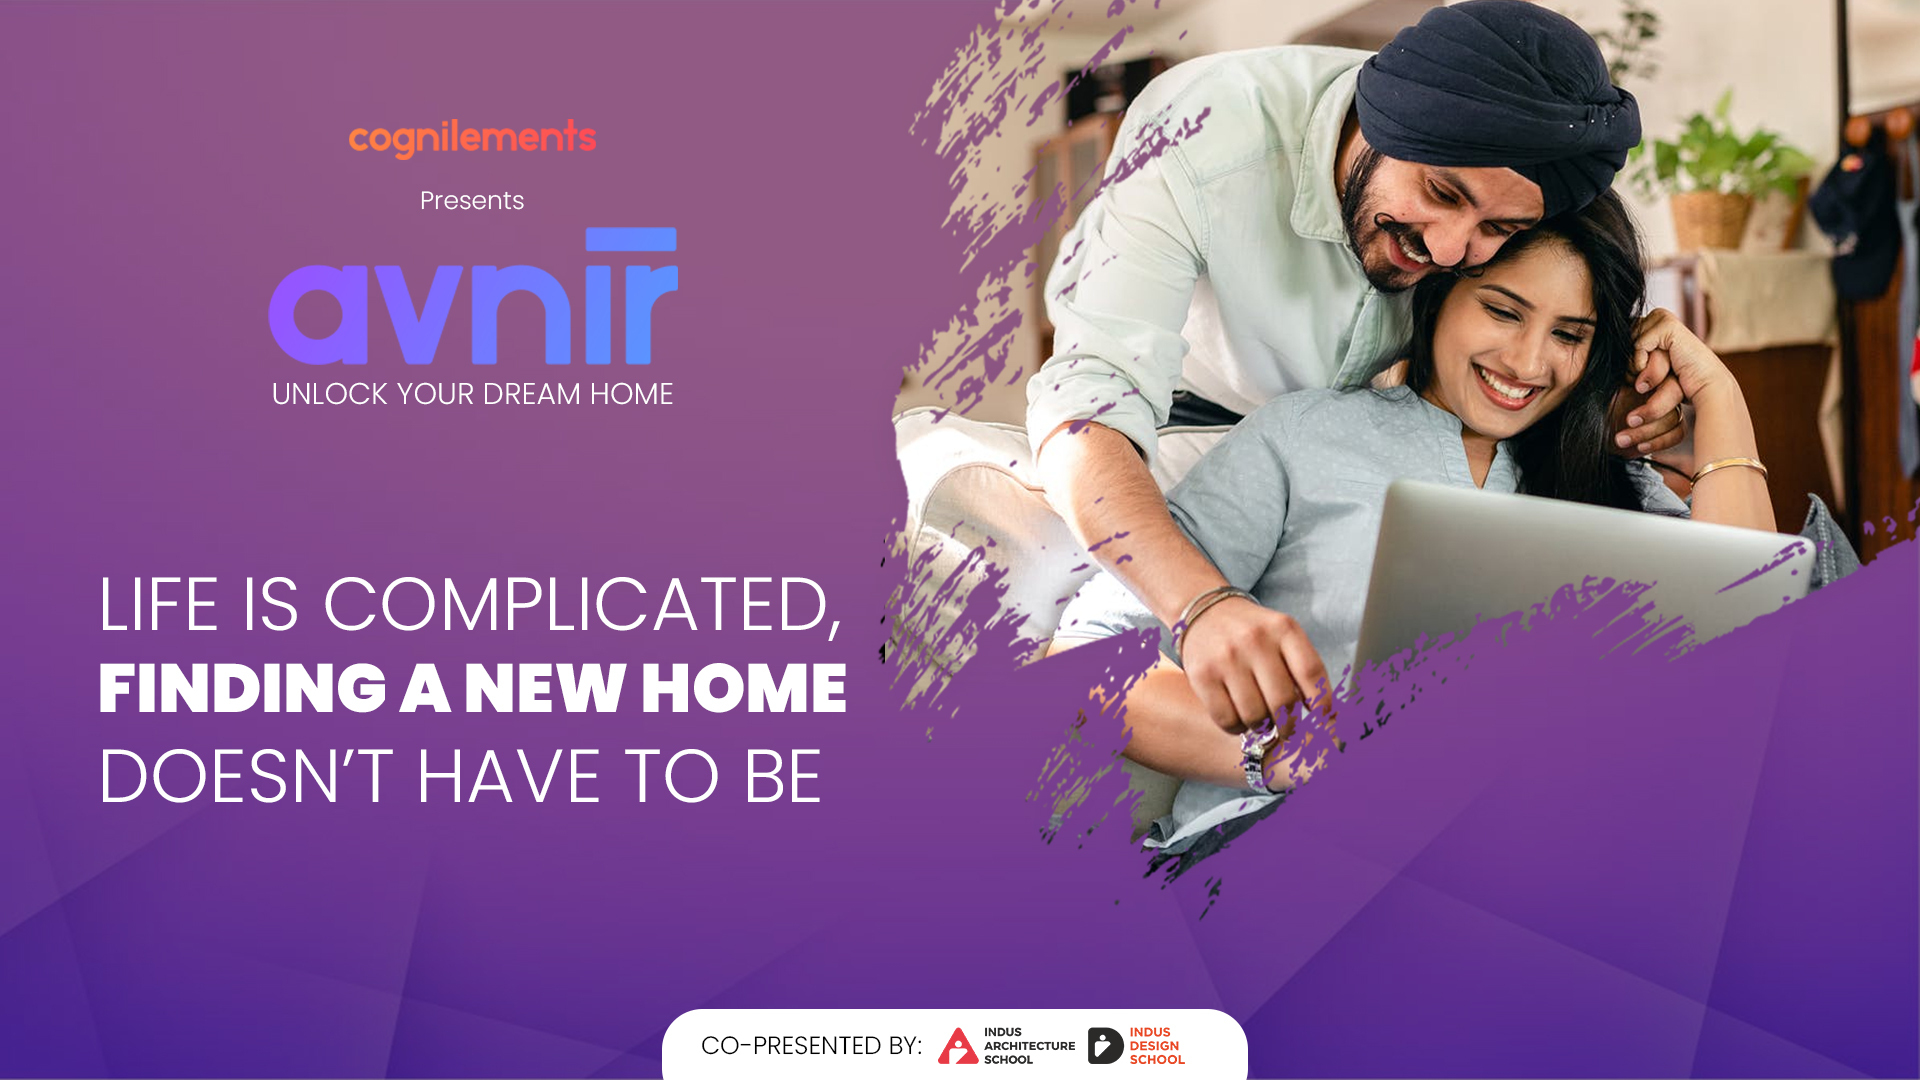 cognilements
Presents
avnir
UNLOCK YOUR DREAM HOME
LIFE IS COMPLICATED,
FINDING A NEW HOME
DOESN’T HAVE TO BE
CO-PRESENTED BY:
INDUS
ARCHITECTURE
SCHOOL
INDUS
DESIGN
SCHOOL